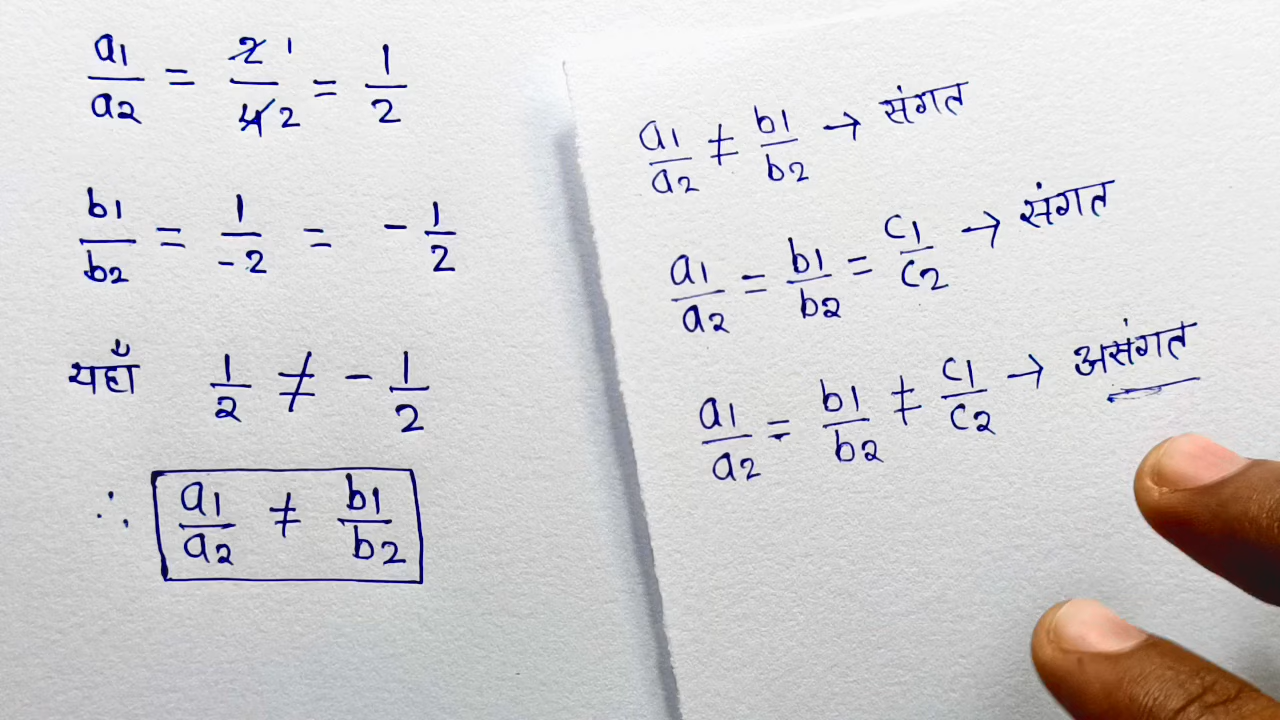 a1/a2 = 2̸ 1/4̸ 2 = 1/2
b1/b2 = 1/-2 = - 1/2
यहाँ 1/2 ≠ - 1/2
∴ a1/a2 ≠ b1/b2
a1/a2 ≠ b1/b2 → संगत
a1/a2 = b1/b2 = c1/c2 → संगत
a1/a2 = b1/b2 ≠ c1/c2 → असंगत